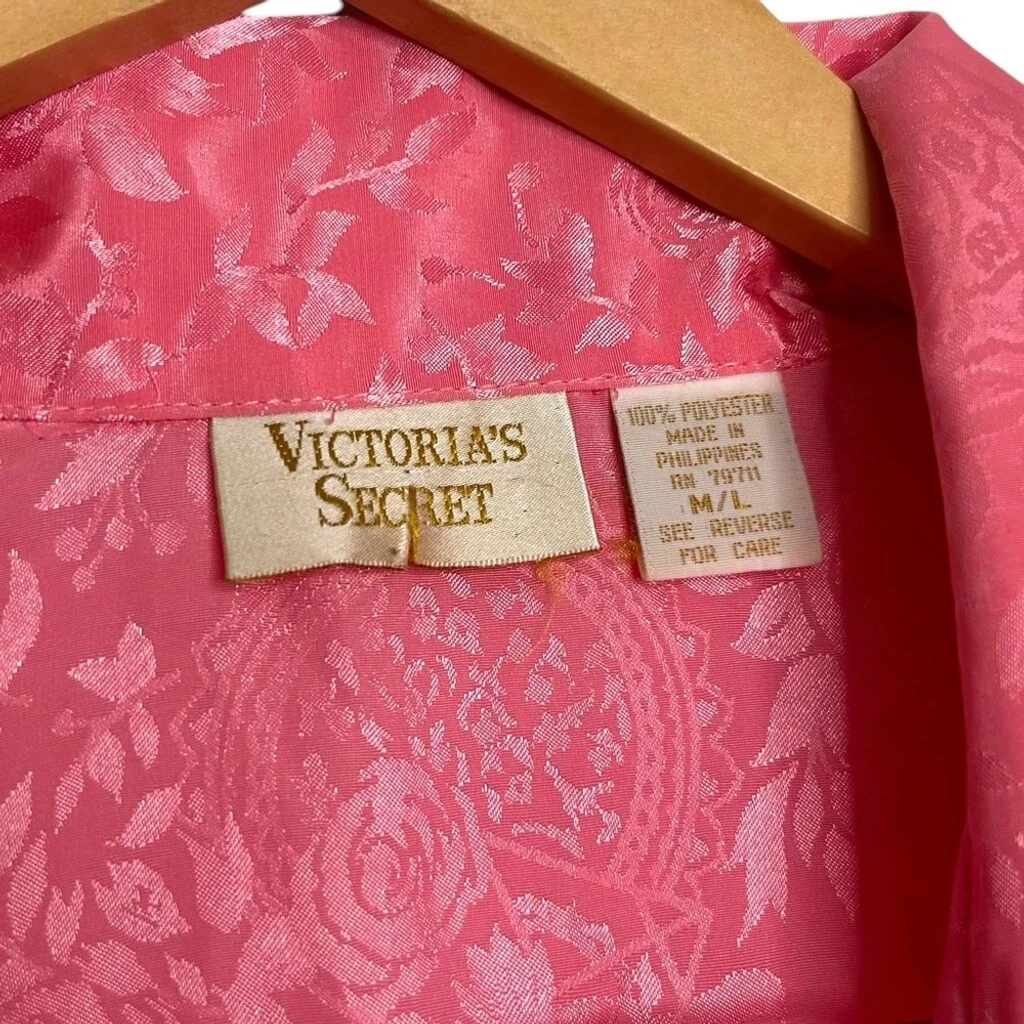 VICTORIA'S
SECRET
100% POLYESTER
MADE IN
PHILIPPINES
RN 79711
M/L
SEE REVERSE
FOR CARE